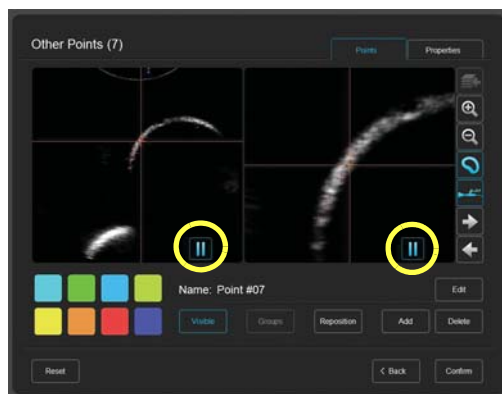 Other Points (7)
Points
Properties
Name: Point #07
Edit
Visible
Groups
Reposition
Add
Delete
Reset
< Back
Confirm